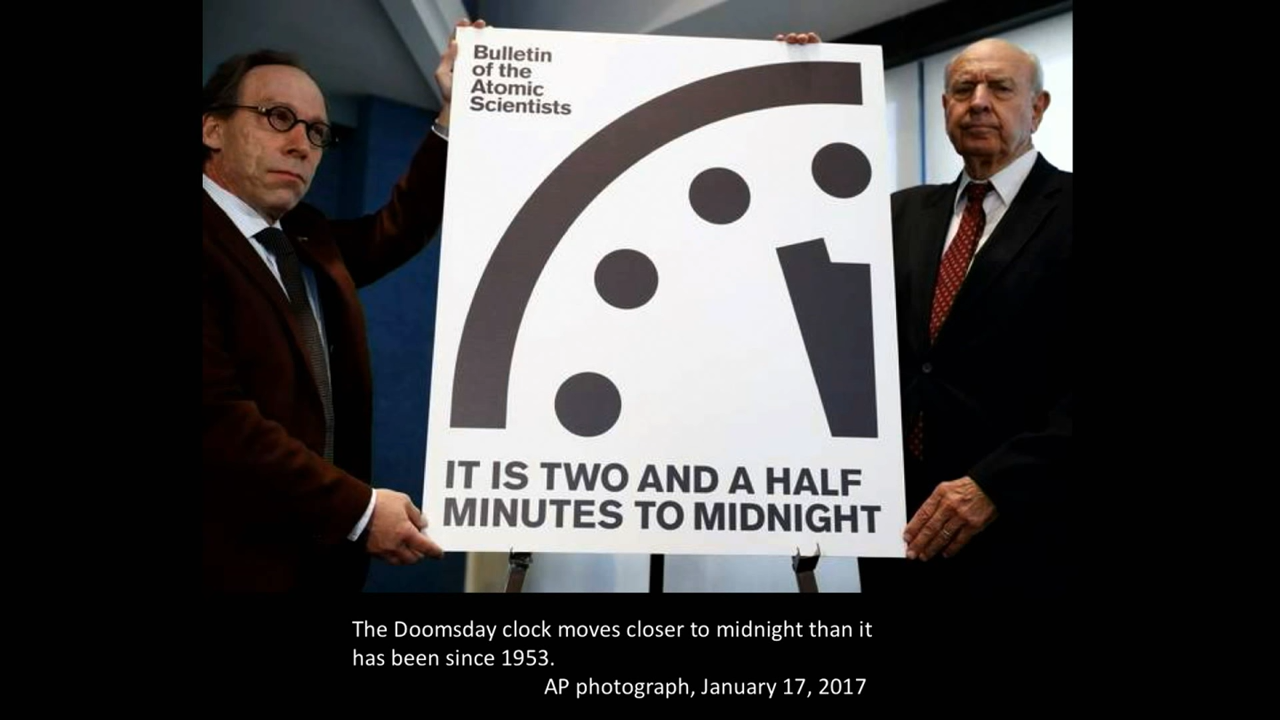 Bulletin
of the
Atomic
Scientists
IT IS TWO AND A HALF
MINUTES TO MIDNIGHT
The Doomsday clock moves closer to midnight than it
has been since 1953.
AP photograph, January 17, 2017